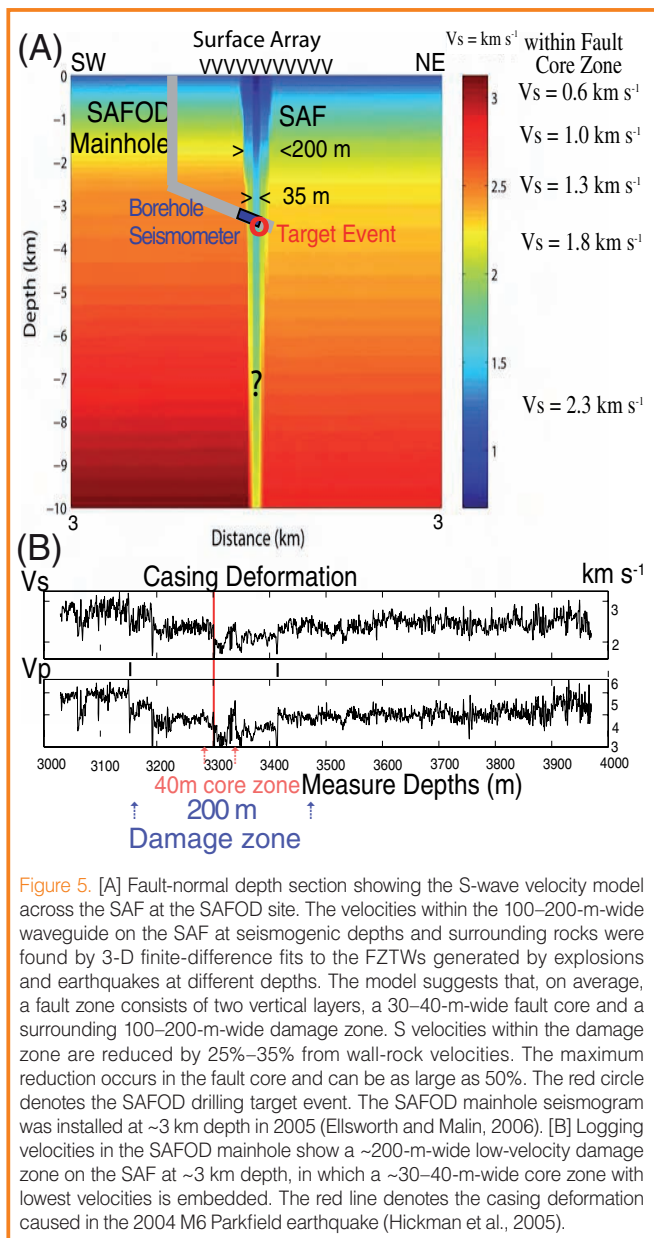 (A)
Surface Array
SW VVVVVVVVVVV NE
Vs = km s⁻¹ within Fault
Core Zone
0
-1
-2
-3
-4
-5
-6
-7
-8
-9
-10
Depth (km)
SAFOD
Mainhole
SAF
> <200 m
> < 35 m
Borehole
Seismometer
Target Event
?
3 3
Distance (km)
3
2.5
2
1.5
1
Vs = 0.6 km s⁻¹
Vs = 1.0 km s⁻¹
Vs = 1.3 km s⁻¹
Vs = 1.8 km s⁻¹
Vs = 2.3 km s⁻¹
(B)
Vs Casing Deformation km s⁻¹
3
2
Vp
6
5
4
3
3000 3100 3200 3300 3400 3500 3600 3700 3800 3900 4000
40m core zone Measure Depths (m)
200 m
Damage zone
Figure 5. [A] Fault-normal depth section showing the S-wave velocity model
across the SAF at the SAFOD site. The velocities within the 100–200-m-wide
waveguide on the SAF at seismogenic depths and surrounding rocks were
found by 3-D finite-difference fits to the FZTWs generated by explosions
and earthquakes at different depths. The model suggests that, on average,
a fault zone consists of two vertical layers, a 30–40-m-wide fault core and a
surrounding 100–200-m-wide damage zone. S velocities within the damage
zone are reduced by 25%–35% from wall-rock velocities. The maximum
reduction occurs in the fault core and can be as large as 50%. The red circle
denotes the SAFOD drilling target event. The SAFOD mainhole seismogram
was installed at ~3 km depth in 2005 (Ellsworth and Malin, 2006). [B] Logging
velocities in the SAFOD mainhole show a ~200-m-wide low-velocity damage
zone on the SAF at ~3 km depth, in which a ~30–40-m-wide core zone with
lowest velocities is embedded. The red line denotes the casing deformation
caused in the 2004 M6 Parkfield earthquake (Hickman et al., 2005).